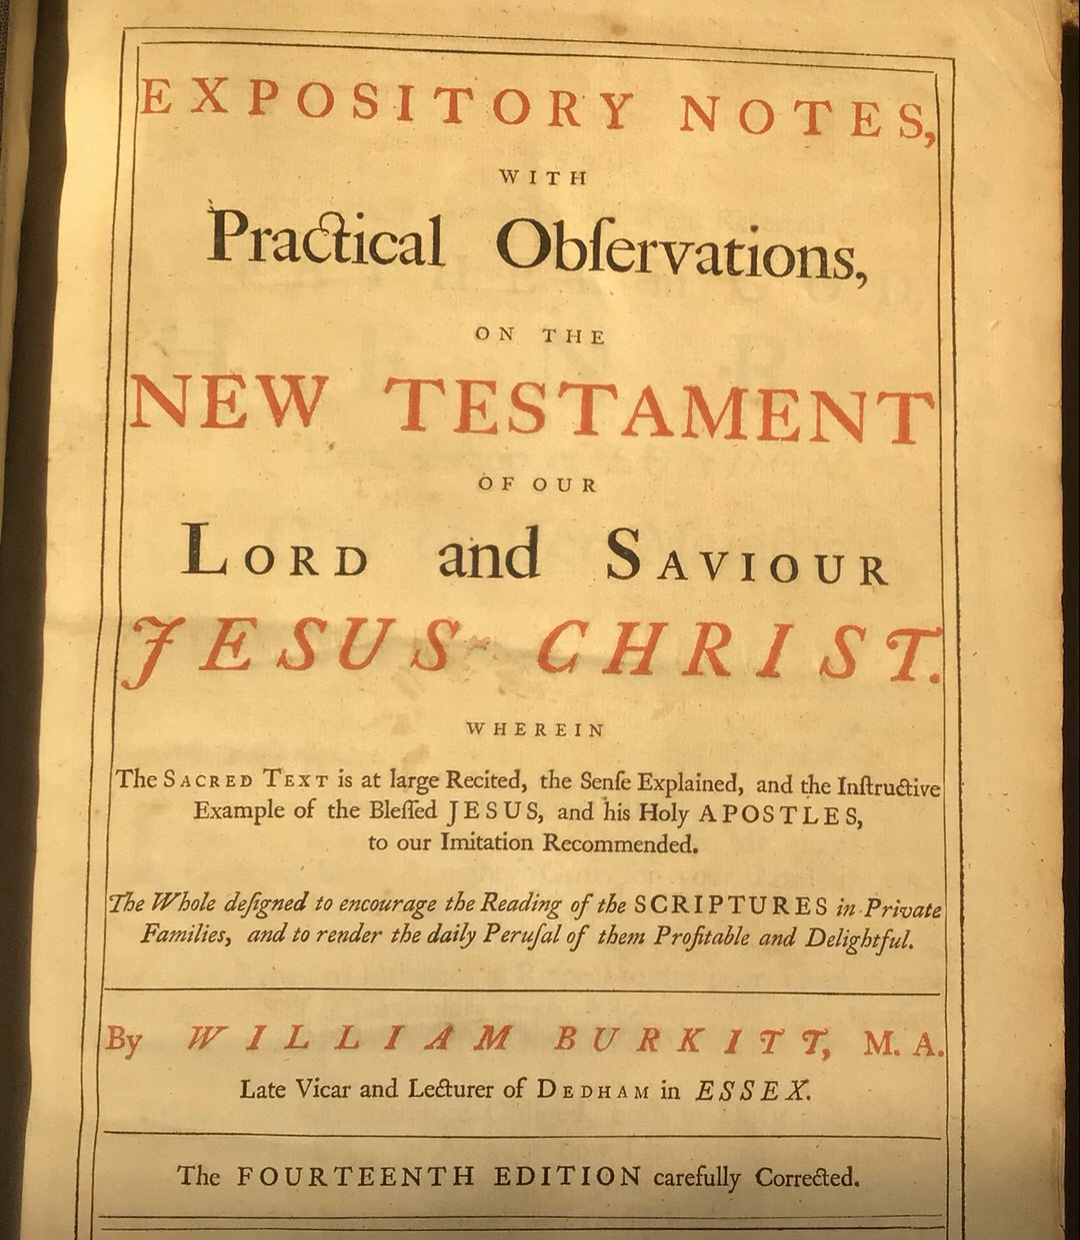 EXPOSITORY NOTES,
WITH
Practical Obſervations,
ON THE
NEW TESTAMENT
OF OUR
LORD and SAVIOUR
JESUS CHRIST.
WHEREIN
The SACRED TEXT is at large Recited, the Senſe Explained, and the Inſtructive
Example of the Bleſſed JESUS, and his Holy APOSTLES,
to our Imitation Recommended.
The Whole deſigned to encourage the Reading of the SCRIPTURES in Private
Families, and to render the daily Peruſal of them Profitable and Delightful.
By WILLIAM BURKITT, M. A.
Late Vicar and Lecturer of DEDHAM in ESSEX.
The FOURTEENTH EDITION carefully Corrected.